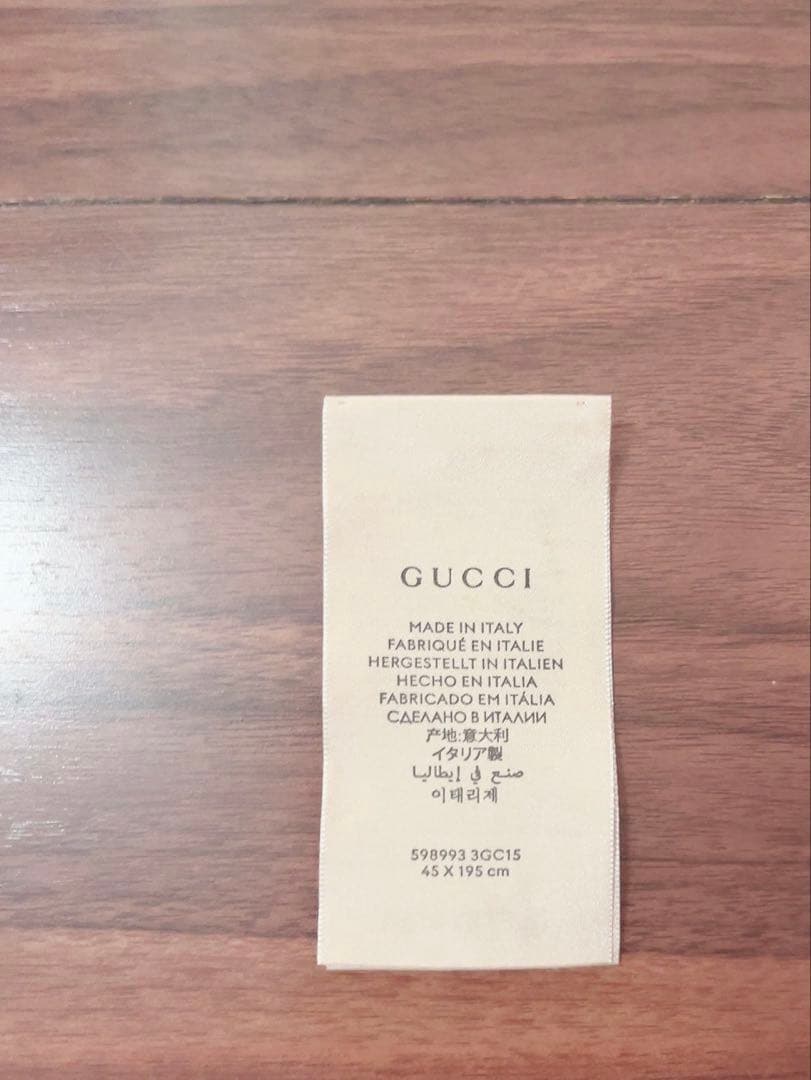 GUCCI
MADE IN ITALY
FABRIQUÉ EN ITALIE
HERGESTELLT IN ITALIEN
HECHO EN ITALIA
FABRICADO EM ITÁLIA
СДЕЛАНО В ИТАЛИИ
产地:意大利
イタリア製
صنع في إيطاليا
이태리제
598993 3GC15
45 X 195 cm